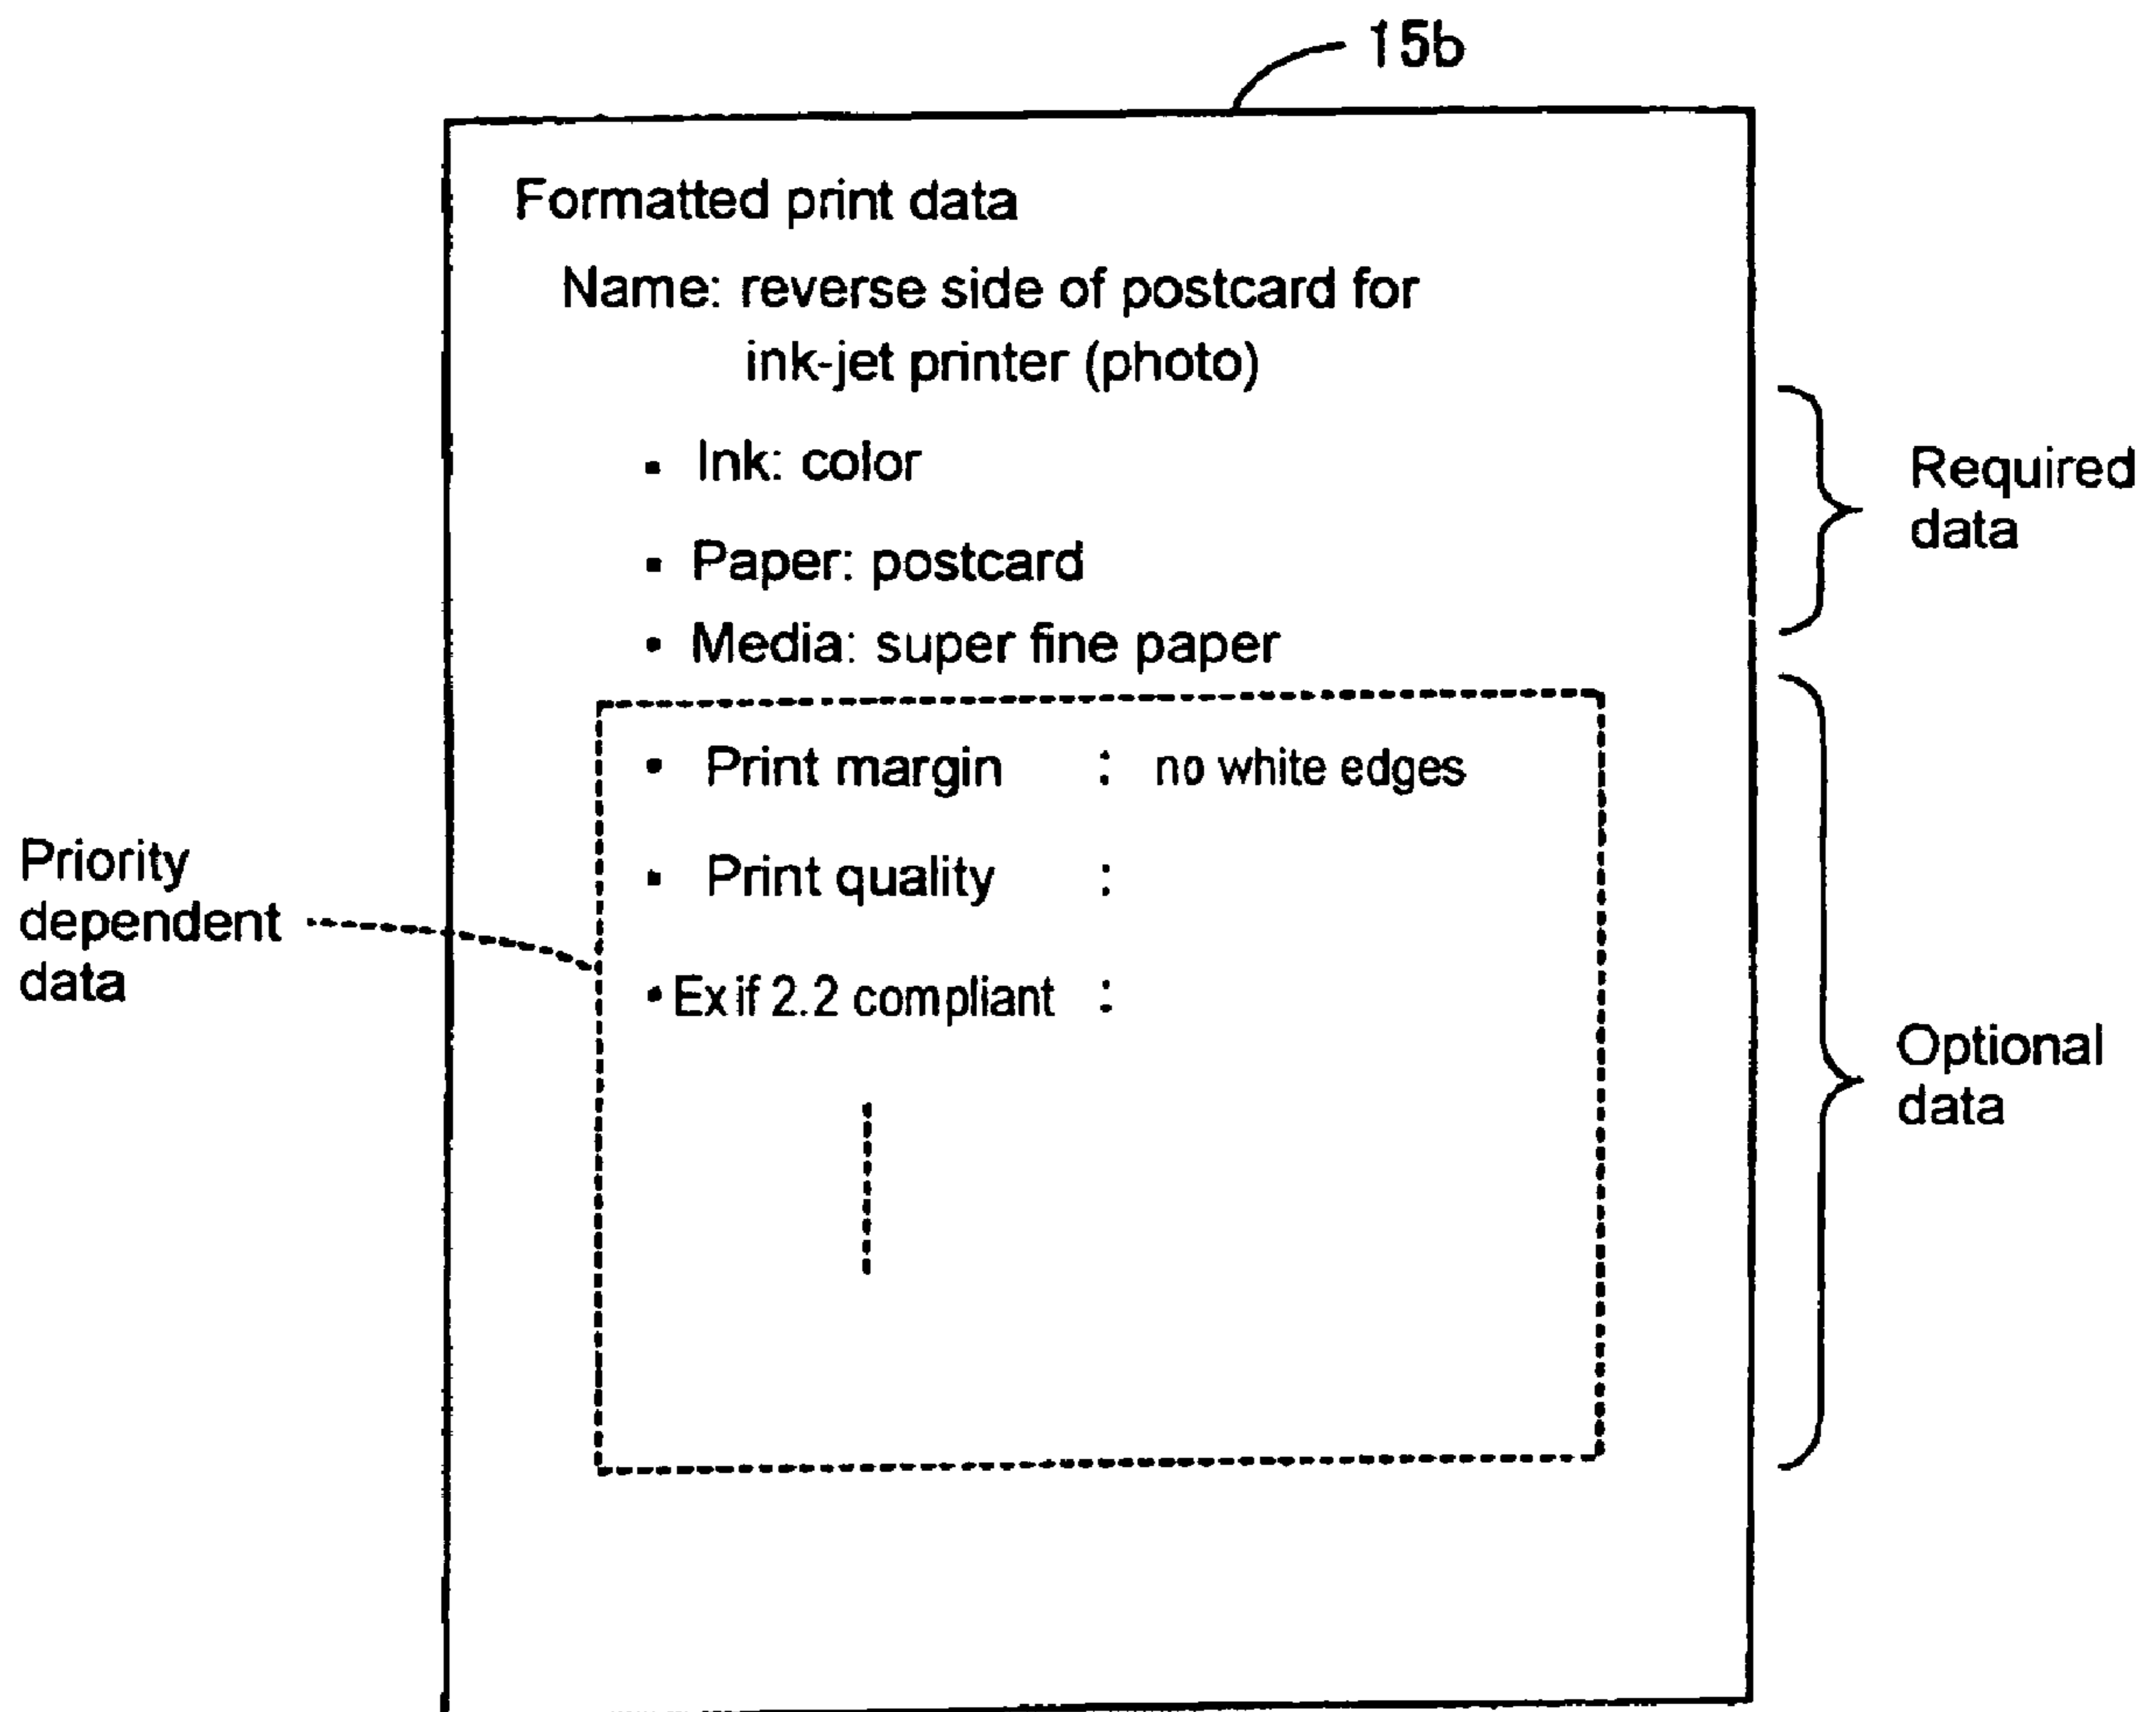 15b
Formatted print data
Name: reverse side of postcard for
ink-jet printer (photo)
▪ Ink: color
▪ Paper: postcard
• Media: super fine paper
Required
data
• Print margin : no white edges
▪ Print quality :
• Exif 2.2 compliant :
Priority
dependent
data
Optional
data